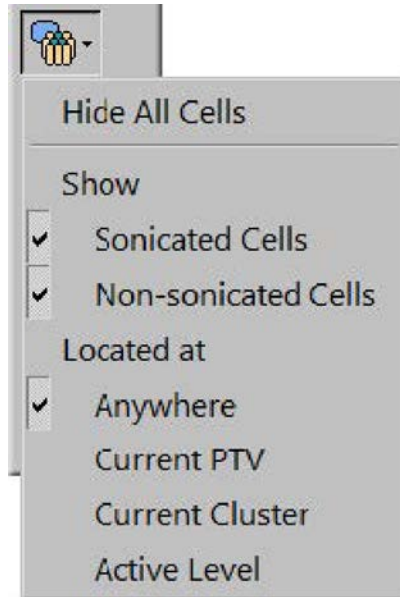 Hide All Cells
Show
Sonicated Cells
Non-sonicated Cells
Located at
Anywhere
Current PTV
Current Cluster
Active Level